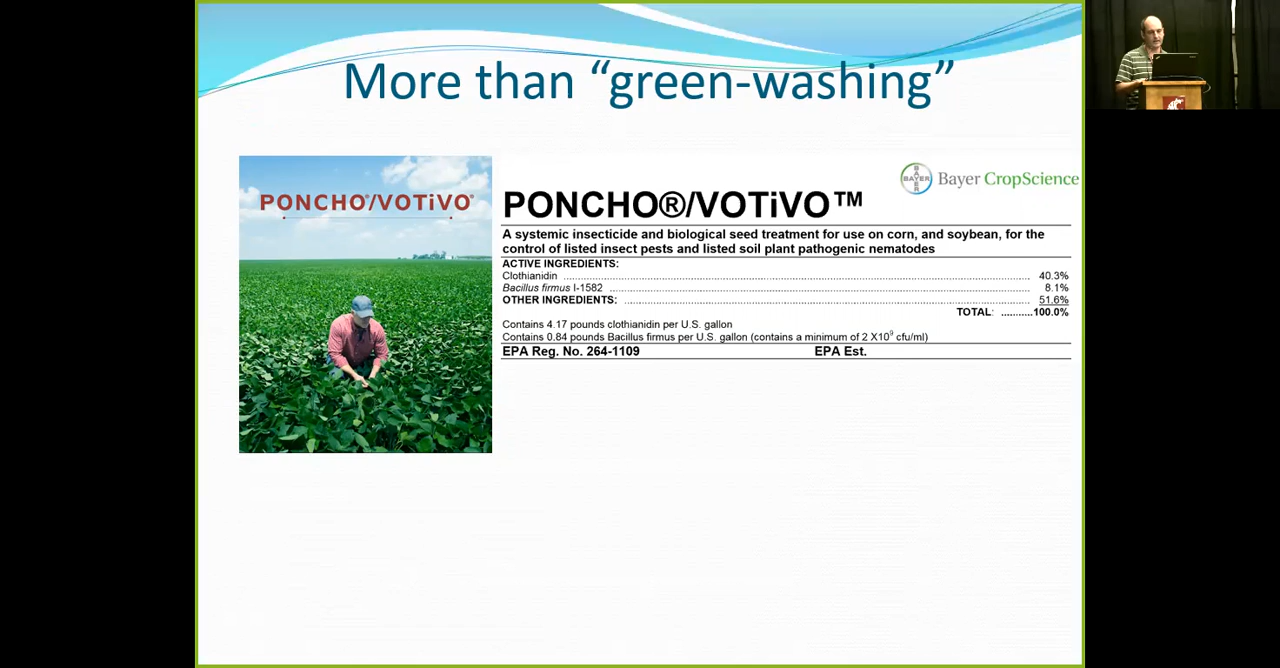 More than “green-washing”
PONCHO®/VOTiVO®
BAYER
BAYER
Bayer CropScience
PONCHO®/VOTiVO™
A systemic insecticide and biological seed treatment for use on corn, and soybean, for the
control of listed insect pests and listed soil plant pathogenic nematodes
ACTIVE INGREDIENTS:
Clothianidin ........................................................ 40.3%
Bacillus firmus I-1582 ........................................................ 8.1%
OTHER INGREDIENTS: ........................................................ 51.6%
TOTAL: ...........100.0%
Contains 4.17 pounds clothianidin per U.S. gallon
Contains 0.84 pounds Bacillus firmus per U.S. gallon (contains a minimum of 2 X10⁹ cfu/ml)
EPA Reg. No. 264-1109 EPA Est.